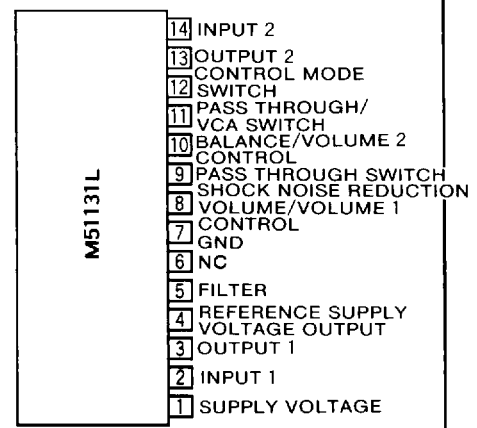 14 INPUT 2
13 OUTPUT 2
CONTROL MODE
12 SWITCH
PASS THROUGH/
11 VCA SWITCH
10 BALANCE/VOLUME 2
CONTROL
9 PASS THROUGH SWITCH
SHOCK NOISE REDUCTION
8 VOLUME/VOLUME 1
CONTROL
7 GND
6 NC
5 FILTER
REFERENCE SUPPLY
4 VOLTAGE OUTPUT
3 OUTPUT 1
2 INPUT 1
1 SUPPLY VOLTAGE
M51131L